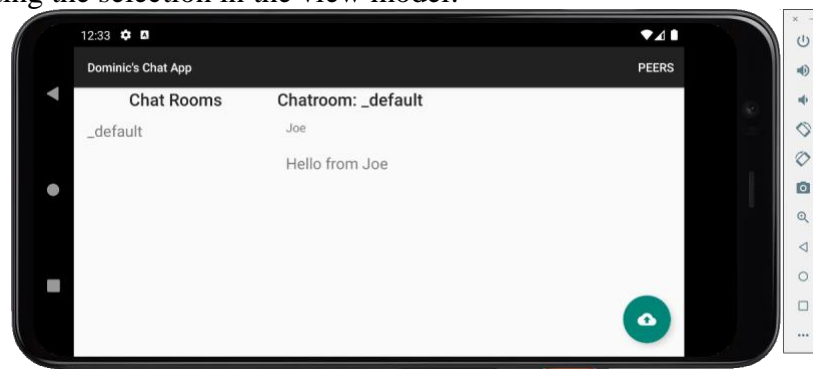 ing the selection in the view model.
12:33
Dominic's Chat App PEERS
Chat Rooms Chatroom: _default
_default Joe
Hello from Joe